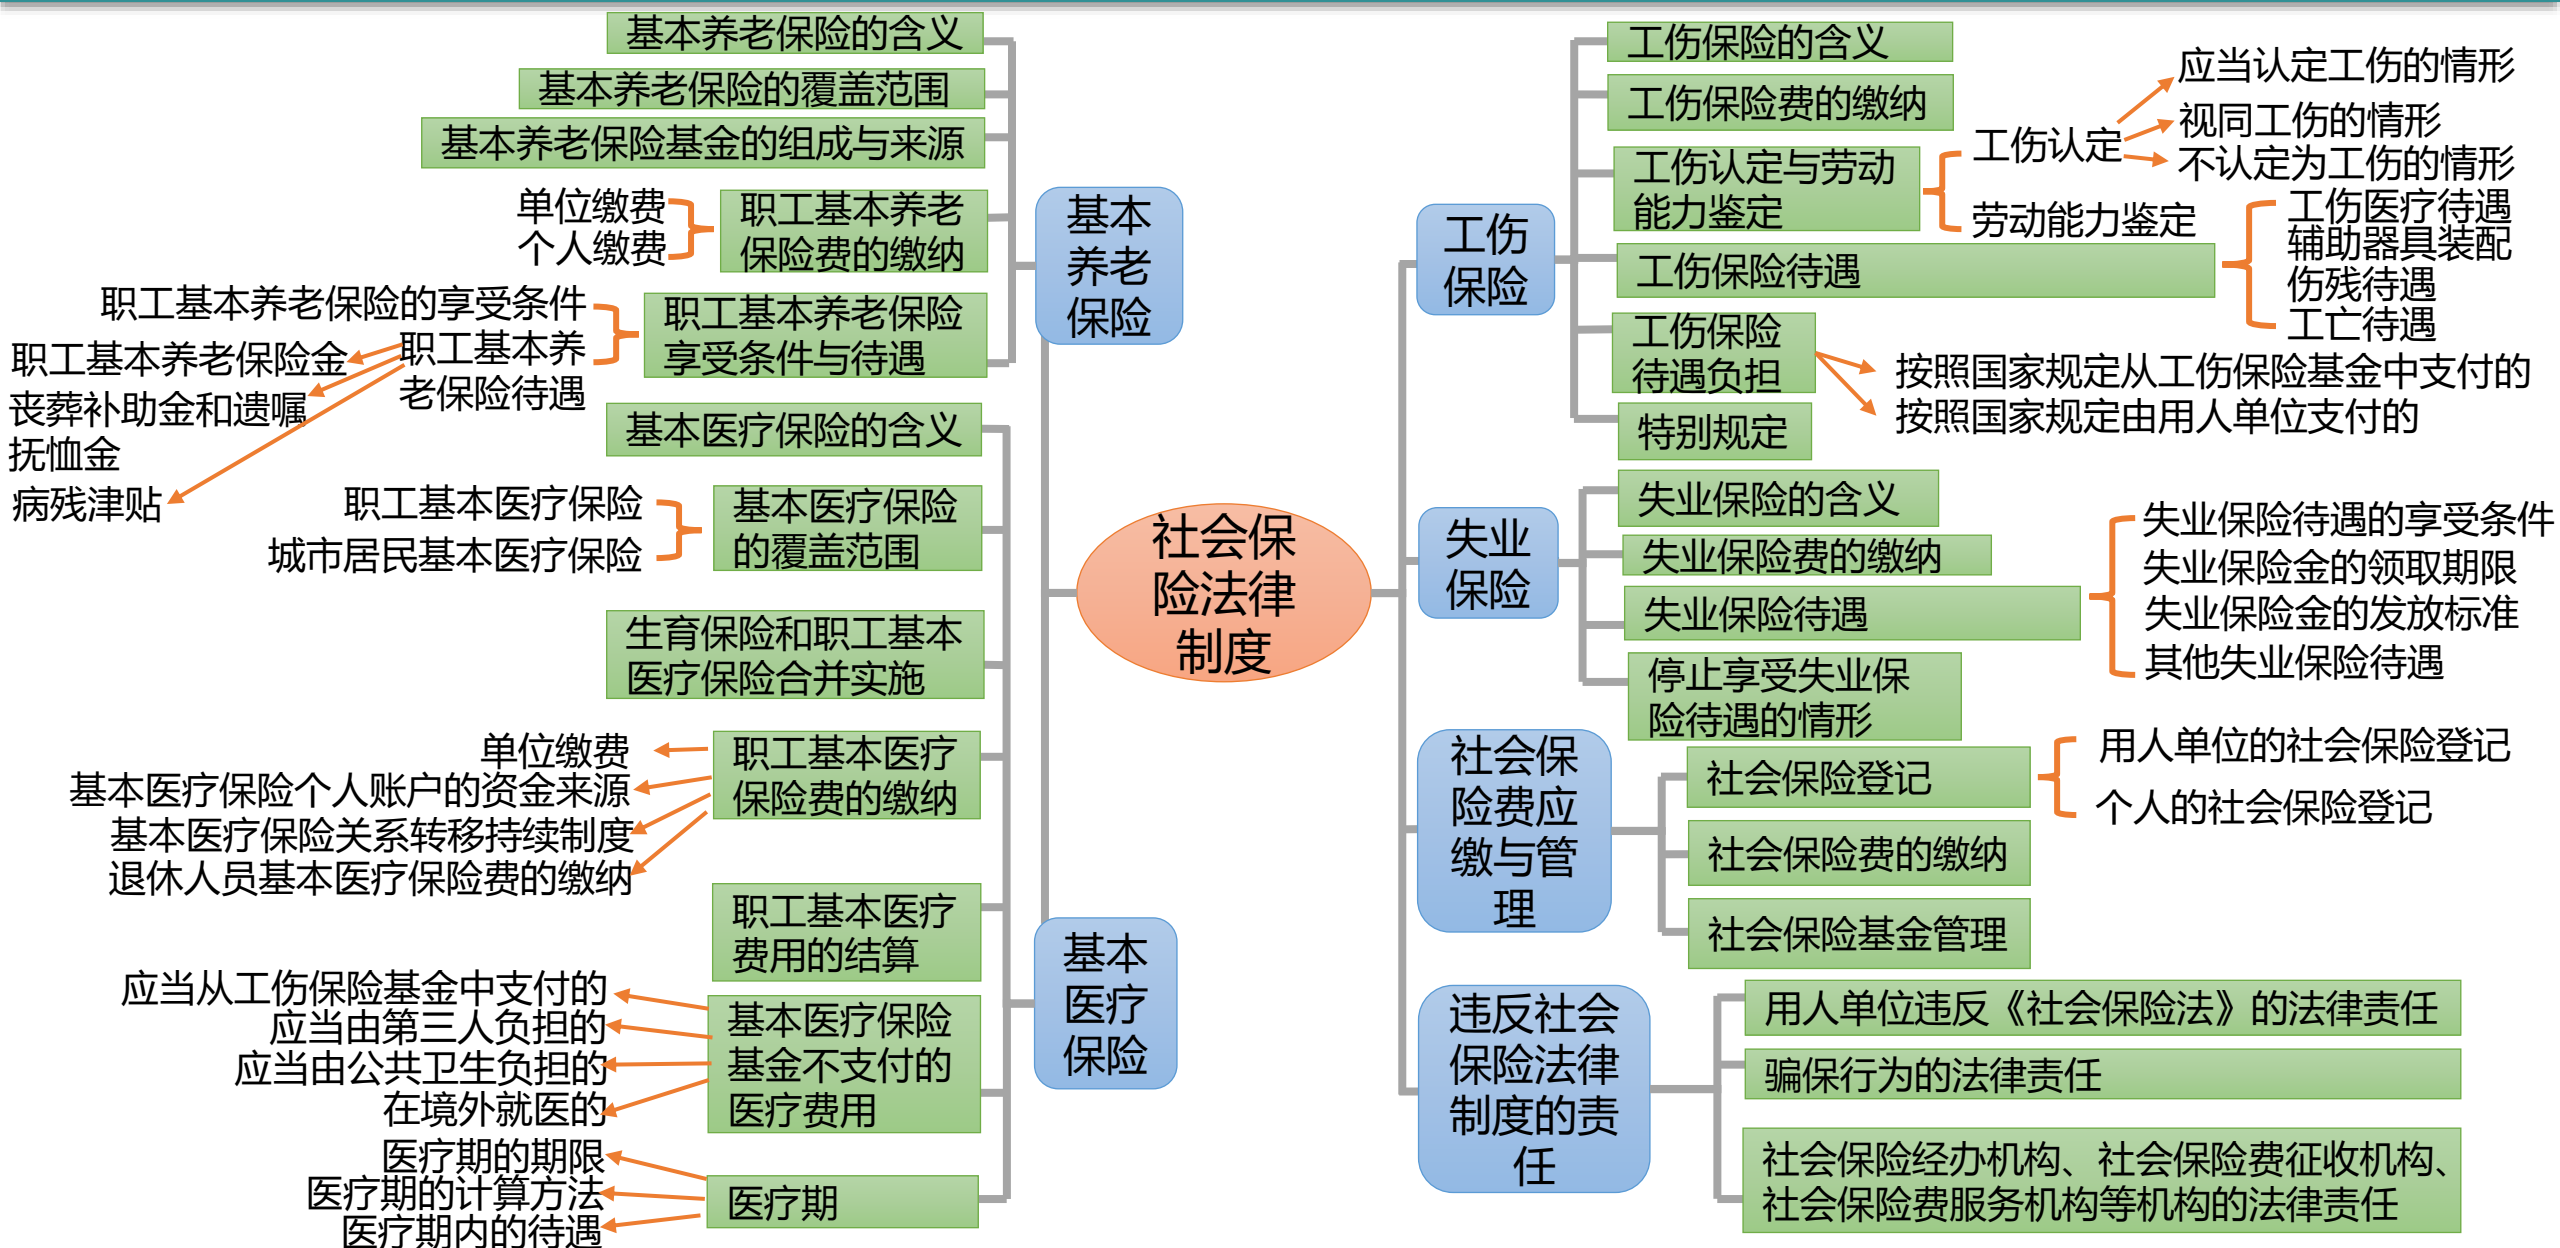 社会保
险法律
制度
基本
养老
保险
基本养老保险的含义
基本养老保险的覆盖范围
基本养老保险基金的组成与来源
职工基本养老
保险费的缴纳
单位缴费
个人缴费
职工基本养老保险
享受条件与待遇
职工基本养老保险的享受条件
职工基本养
老保险待遇
职工基本养老保险金
丧葬补助金和遗嘱
抚恤金
病残津贴
基本
医疗
保险
基本医疗保险的含义
基本医疗保险
的覆盖范围
职工基本医疗保险
城市居民基本医疗保险
生育保险和职工基本
医疗保险合并实施
职工基本医疗
保险费的缴纳
单位缴费
基本医疗保险个人账户的资金来源
基本医疗保险关系转移持续制度
退休人员基本医疗保险费的缴纳
职工基本医疗
费用的结算
基本医疗保险
基金不支付的
医疗费用
应当从工伤保险基金中支付的
应当由第三人负担的
应当由公共卫生负担的
在境外就医的
医疗期
医疗期的期限
医疗期的计算方法
医疗期内的待遇
工伤
保险
工伤保险的含义
工伤保险费的缴纳
工伤认定与劳动
能力鉴定
工伤认定
应当认定工伤的情形
视同工伤的情形
不认定为工伤的情形
劳动能力鉴定
工伤保险待遇
工伤医疗待遇
辅助器具装配
伤残待遇
工亡待遇
工伤保险
待遇负担
按照国家规定从工伤保险基金中支付的
按照国家规定由用人单位支付的
特别规定
失业
保险
失业保险的含义
失业保险费的缴纳
失业保险待遇
失业保险待遇的享受条件
失业保险金的领取期限
失业保险金的发放标准
其他失业保险待遇
停止享受失业保
险待遇的情形
社会保
险费应
缴与管
理
社会保险登记
用人单位的社会保险登记
个人的社会保险登记
社会保险费的缴纳
社会保险基金管理
违反社会
保险法律
制度的责
任
用人单位违反《社会保险法》的法律责任
骗保行为的法律责任
社会保险经办机构、社会保险费征收机构、
社会保险费服务机构等机构的法律责任